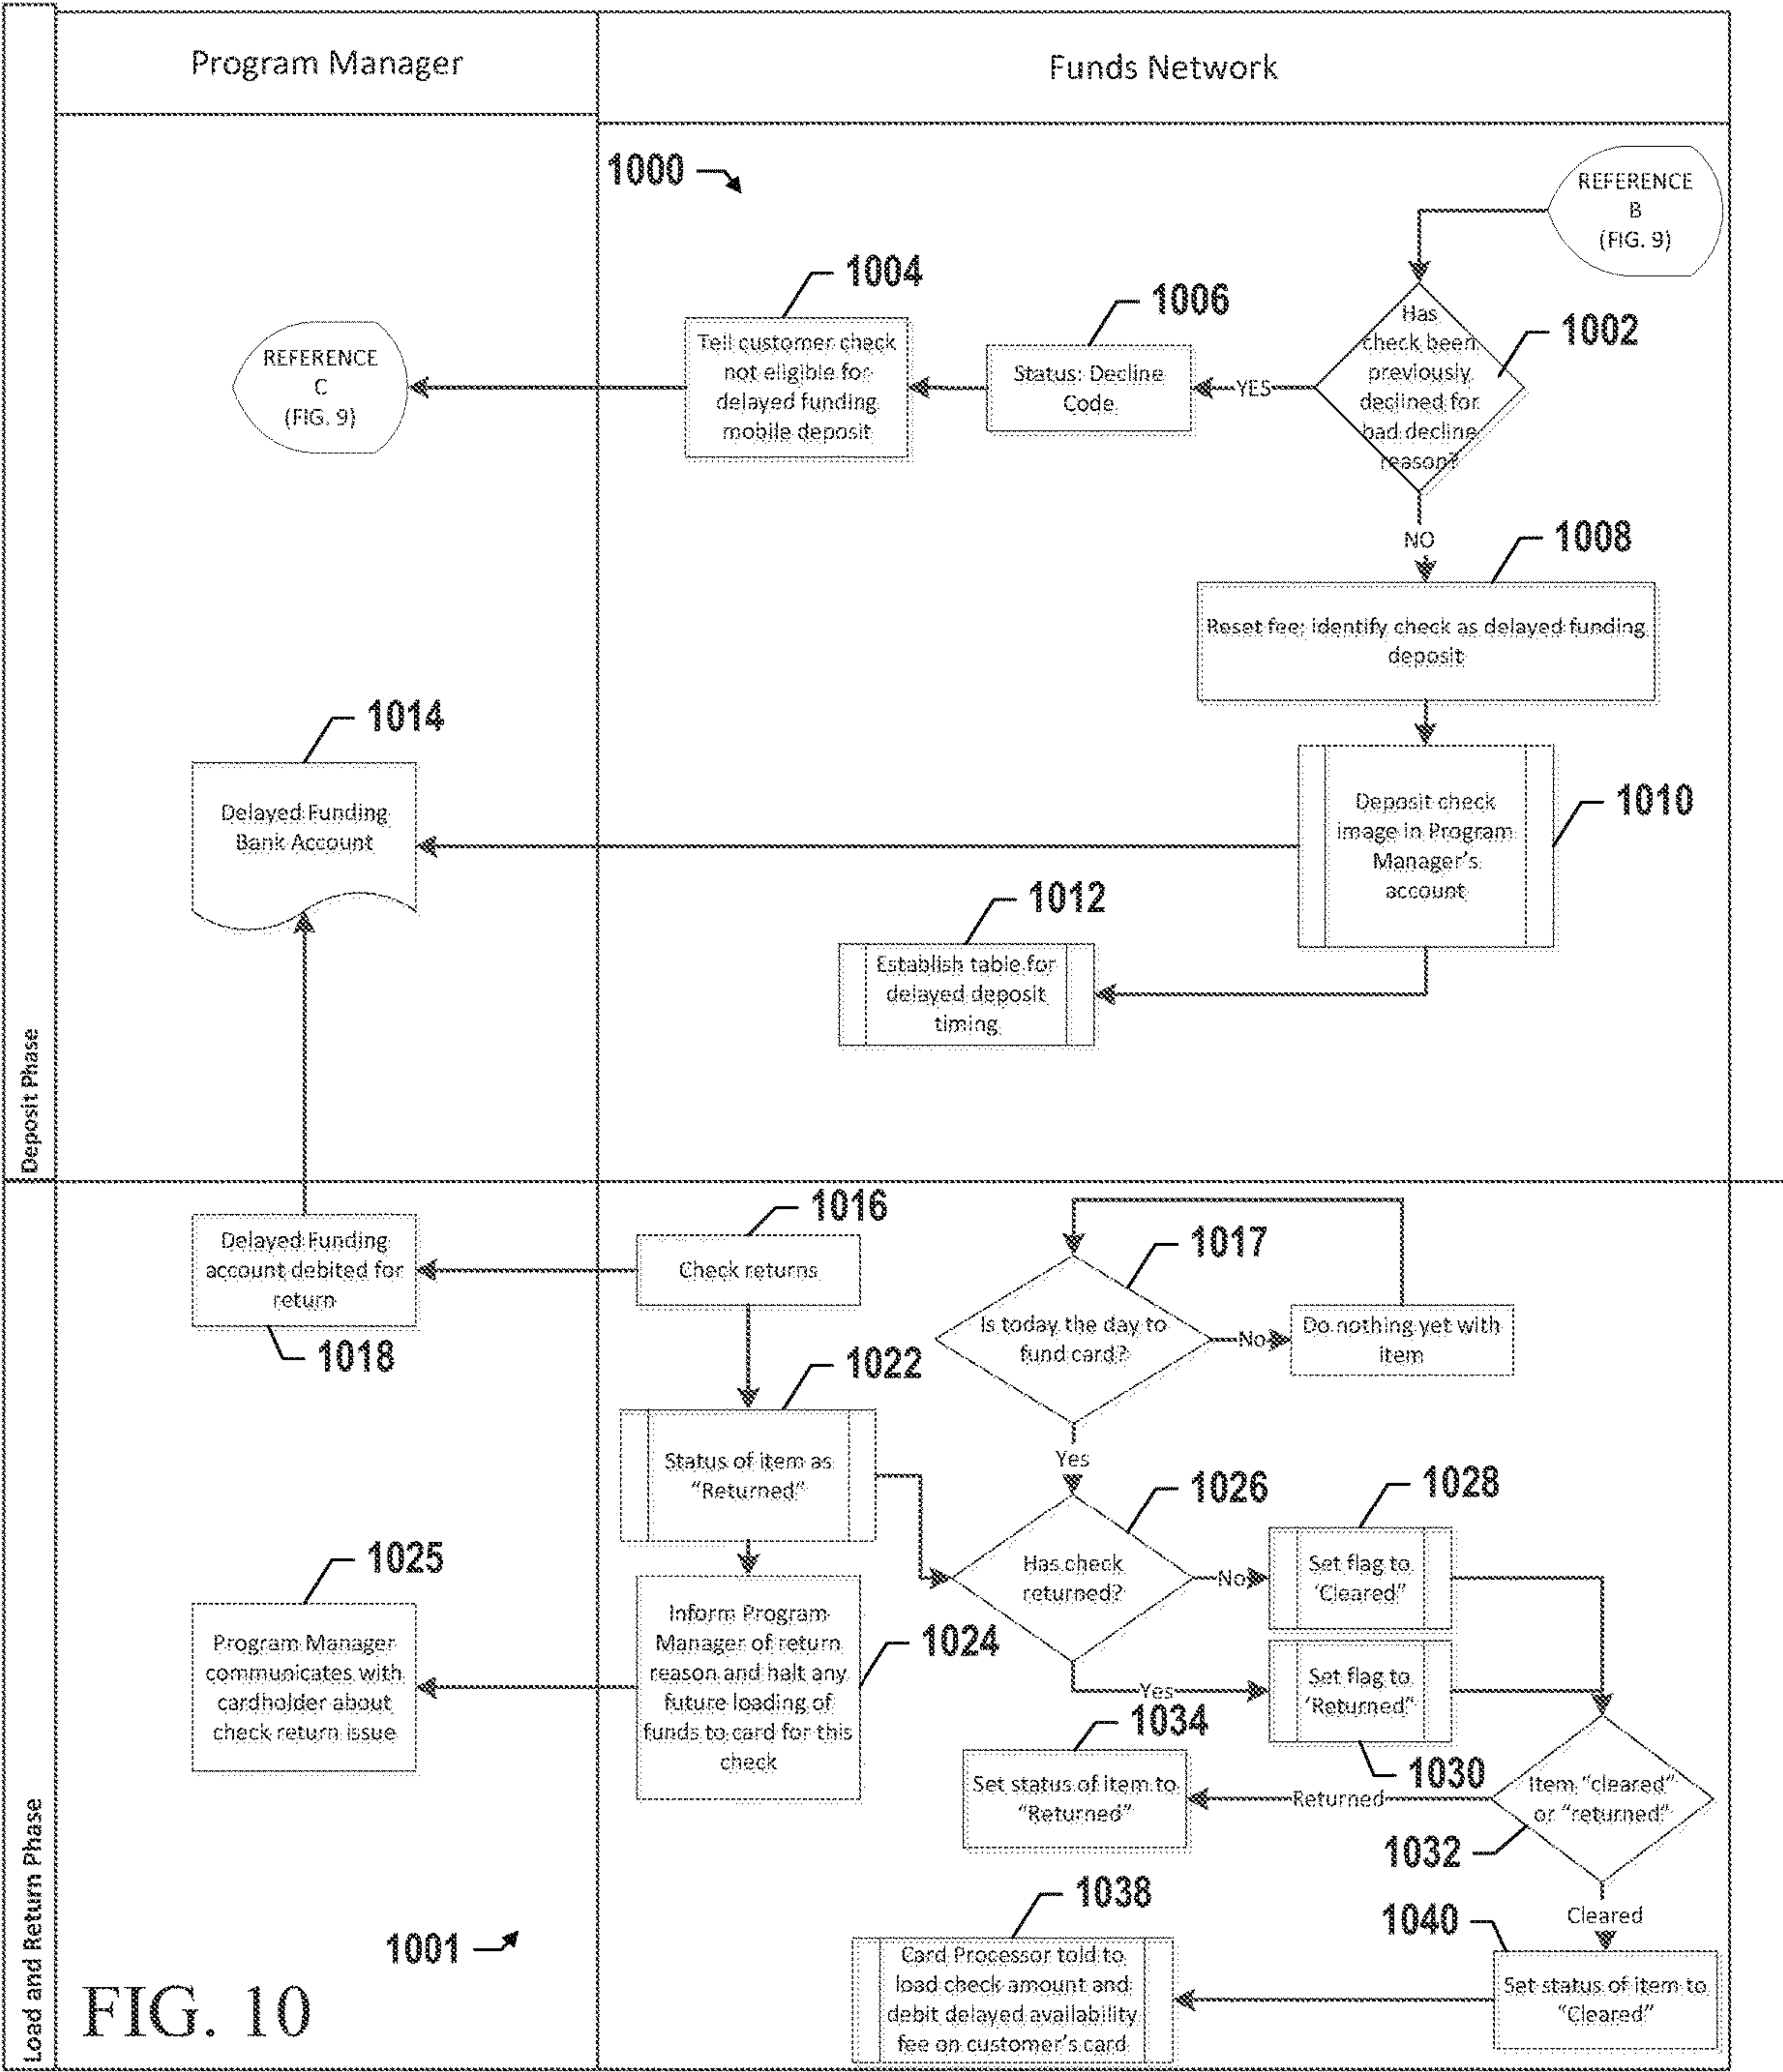 Program Manager
Funds Network
1000
REFERENCE
B
(FIG. 9)
1002
Has
check been
previously
declined for
bad decline
reason?
YES
1006
Status: Decline
Code
1004
Tell customer check
not eligible for
delayed funding
mobile deposit
REFERENCE
C
(FIG. 9)
NO
1008
Reset fee; identify check as delayed funding
deposit
1010
Deposit check
image in Program
Manager's
account
1014
Delayed Funding
Bank Account
1012
Establish table for
delayed deposit
timing
Deposit Phase
1016
Check returns
1018
Delayed Funding
account debited for
return
1017
Is today the day to
fund card?
No
Do nothing yet with
item
Yes
1022
Status of item as
“Returned”
1024
Inform Program
Manager of return
reason and halt any
future loading of
funds to card for this
check
1025
Program Manager
communicates with
cardholder about
check return issue
1026
Has check
returned?
No
1028
Set flag to
‘Cleared”
Yes
1030
Set flag to
‘Returned”
1032
Item “cleared”
or “returned”
Returned
1034
Set status of item to
“Returned”
Cleared
1040
Set status of item to
“Cleared”
1038
Card Processor told to
load check amount and
debit delayed availability
fee on customer's card
1001
Load and Return Phase
FIG. 10